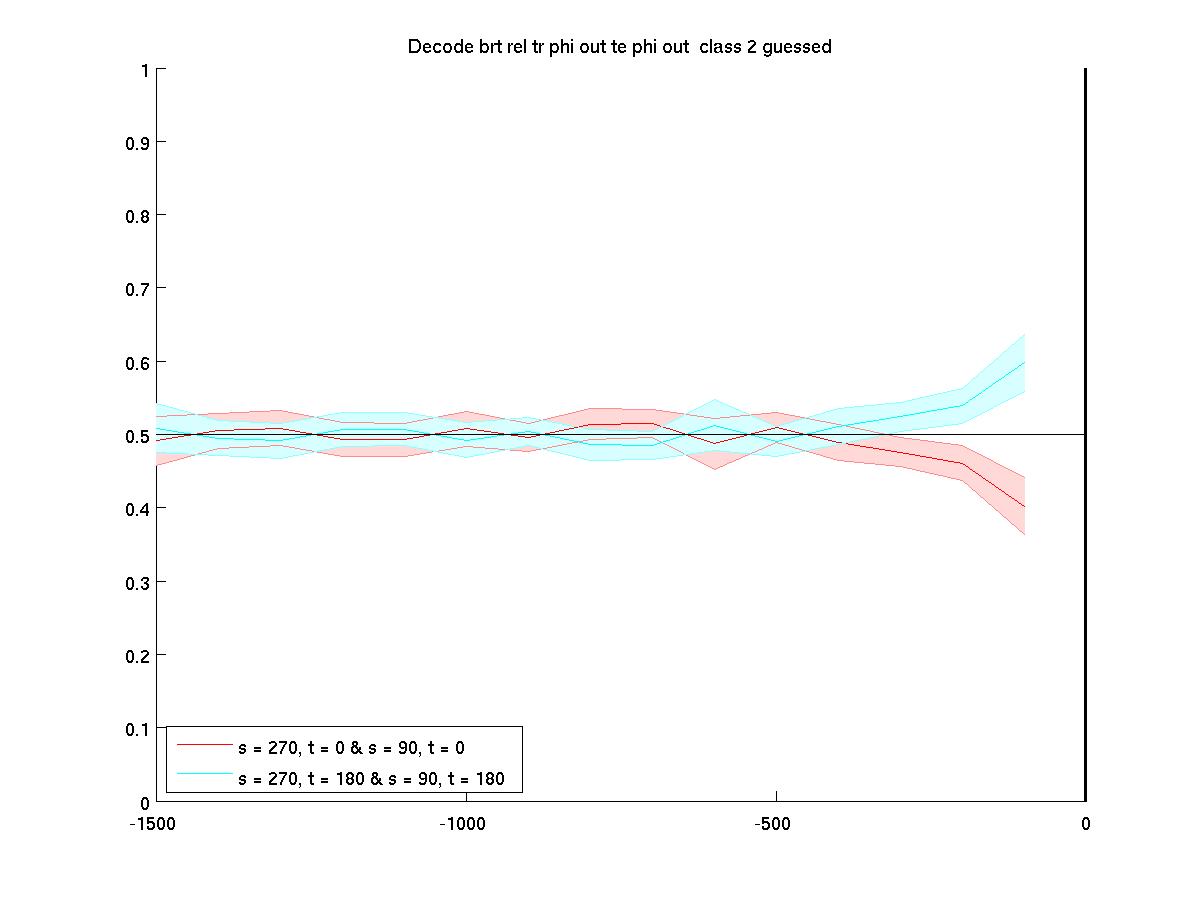 Decode brt rel tr phi out te phi out  class 2 guessed
1
0.9
0.8
0.7
0.6
0.5
0.4
0.3
0.2
0.1
0
s = 270, t = 0 & s = 90, t = 0
s = 270, t = 180 & s = 90, t = 180
-1500 -1000 -500 0